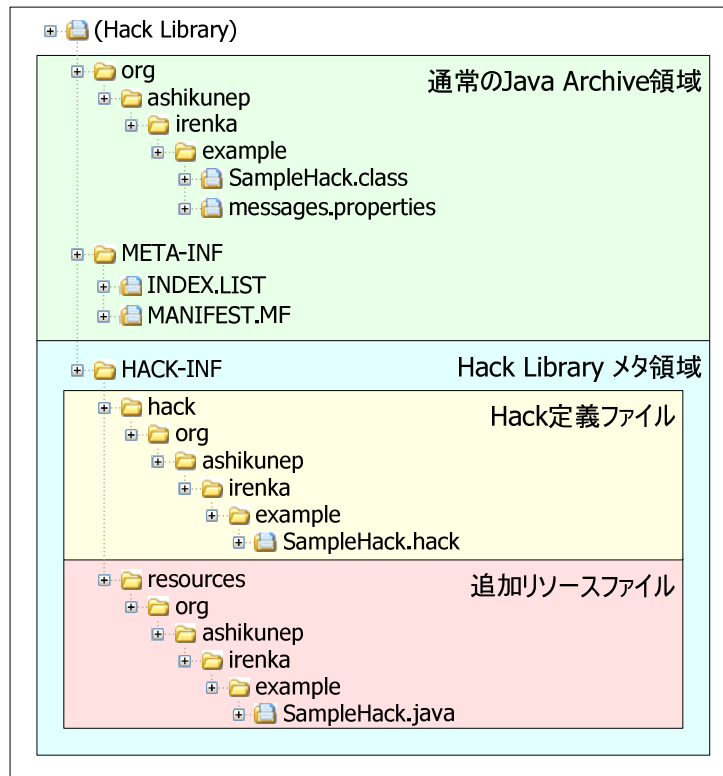 (Hack Library)
org
通常のJava Archive領域
ashikunep
irenka
example
SampleHack.class
messages.properties
META-INF
INDEX.LIST
MANIFEST.MF
HACK-INF
Hack Library メタ領域
hack
Hack定義ファイル
org
ashikunep
irenka
example
SampleHack.hack
resources
追加リソースファイル
org
ashikunep
irenka
example
SampleHack.java